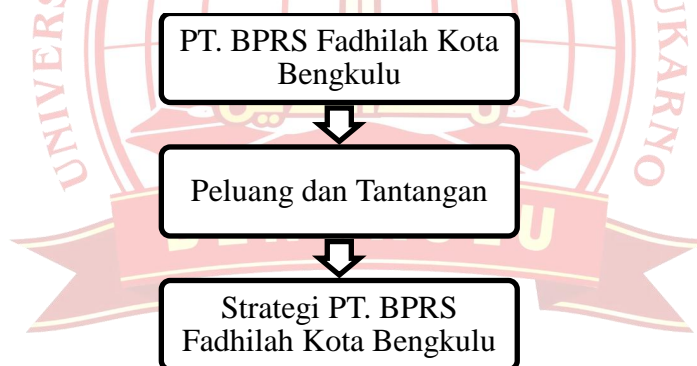 PT. BPRS Fadhilah Kota
Bengkulu
Peluang dan Tantangan
Strategi PT. BPRS
Fadhilah Kota Bengkulu